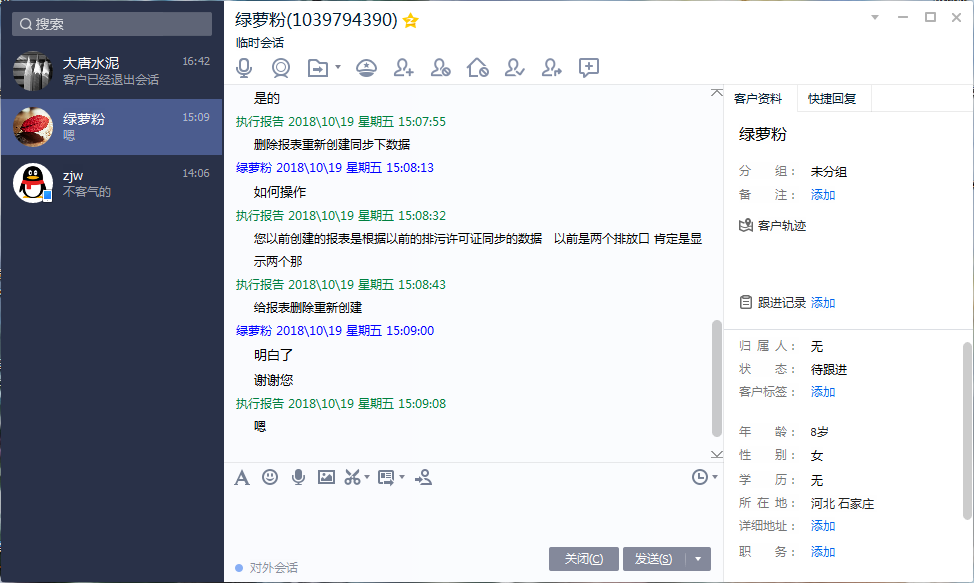 搜索
大唐水泥 16:42
客户已经退出会话
绿萝粉 15:09
嗯
zjw 14:06
不客气的
绿萝粉(1039794390)
临时会话
是的
执行报告 2018\10\19 星期五 15:07:55
删除报表重新创建同步下数据
绿萝粉 2018\10\19 星期五 15:08:13
如何操作
执行报告 2018\10\19 星期五 15:08:32
您以前创建的报表是根据以前的排污许可证同步的数据 以前是两个排放口 肯定是显
示两个那
执行报告 2018\10\19 星期五 15:08:43
给报表删除重新创建
绿萝粉 2018\10\19 星期五 15:09:00
明白了
谢谢您
执行报告 2018\10\19 星期五 15:09:08
嗯
对外会话
关闭(C) 发送(S)
客户资料 快捷回复
绿萝粉
分 组： 未分组
备 注： 添加
客户轨迹
跟进记录 添加
归 属 人： 无
状 态： 待跟进
客户标签： 添加
年 龄： 8岁
性 别： 女
学 历： 无
所 在 地： 河北 石家庄
详细地址： 添加
职 务： 添加